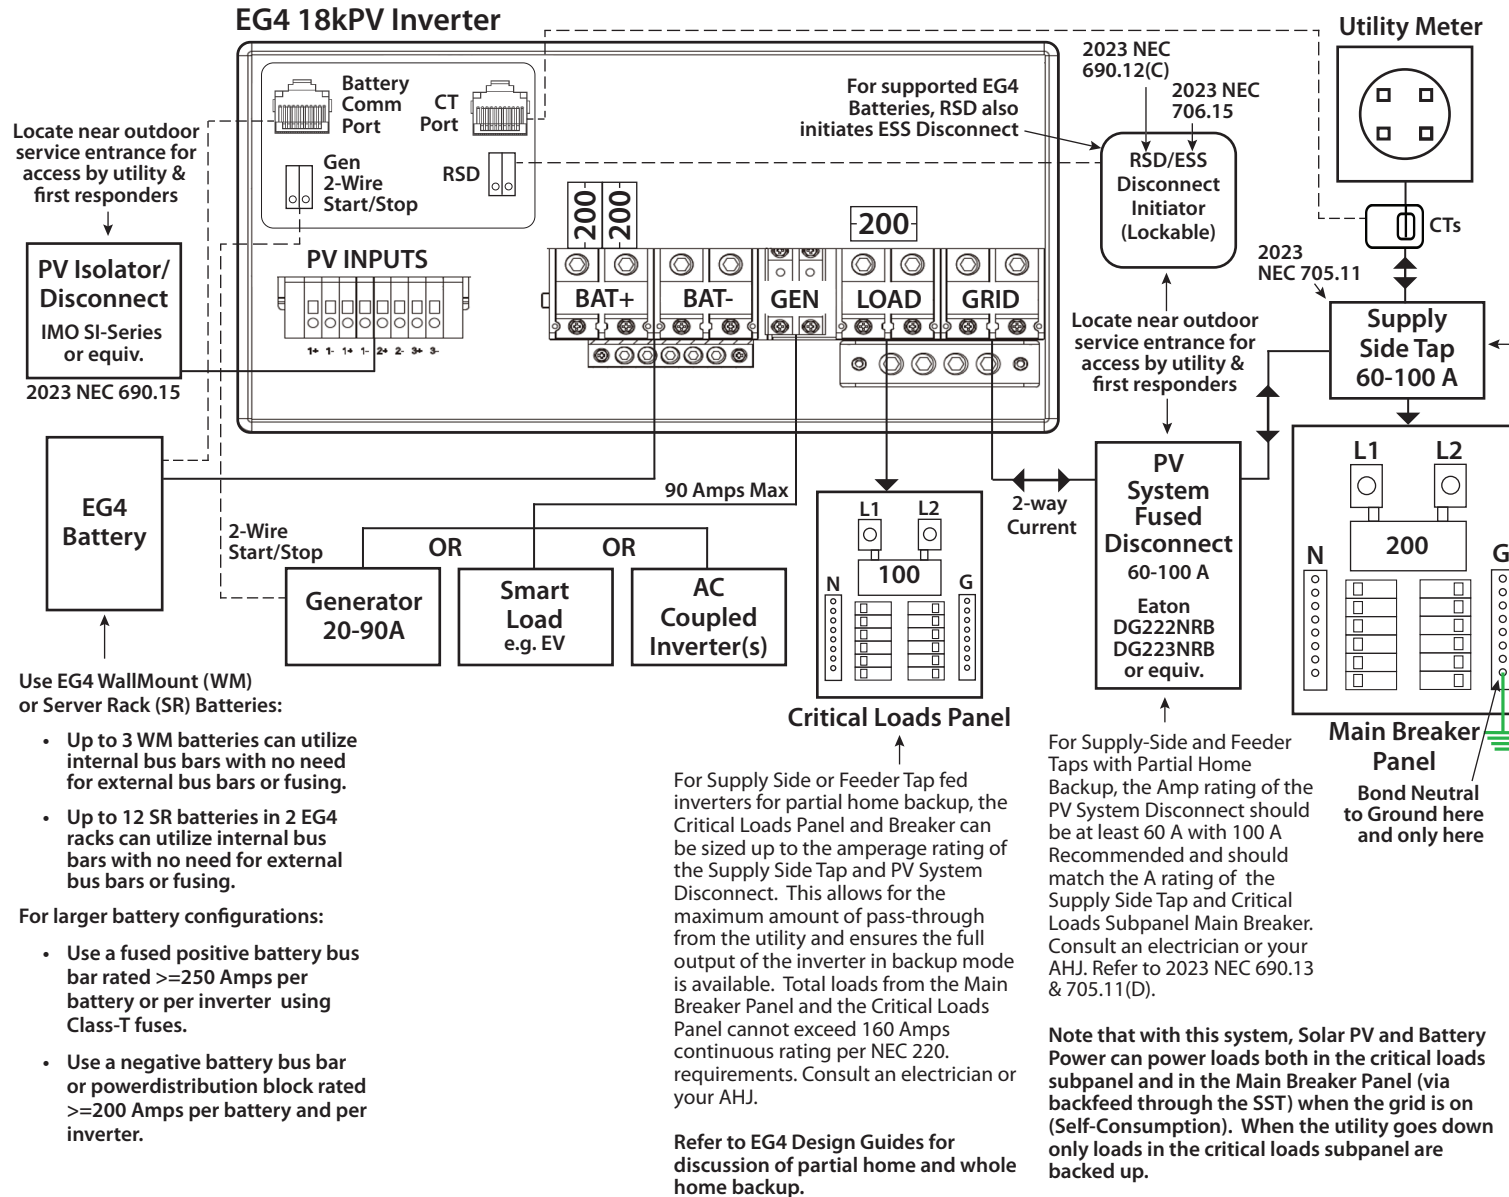 EG4 18kPV Inverter
Utility Meter
Battery
Comm
Port
CT
Port
Gen
2-Wire
Start/Stop
RSD
For supported EG4
Batteries, RSD also
initiates ESS Disconnect
2023 NEC
690.12(C)
2023 NEC
706.15
RSD/ESS
Disconnect
Initiator
(Lockable)
CTs
2023
NEC 705.11
Locate near outdoor
service entrance for
access by utility &
first responders
PV Isolator/
Disconnect
IMO SI-Series
or equiv.
2023 NEC 690.15
PV INPUTS
1+ 1- 1+ 1- 2+ 2- 3+ 3-
200
200
200
BAT+
BAT-
GEN
LOAD
GRID
Locate near outdoor
service entrance for
access by utility &
first responders
Supply
Side Tap
60-100 A
EG4
Battery
90 Amps Max
2-Wire
Start/Stop
OR
OR
Generator
20-90A
Smart
Load
e.g. EV
AC
Coupled
Inverter(s)
L1
L2
100
N
G
Critical Loads Panel
2-way
Current
PV
System
Fused
Disconnect
60-100 A
Eaton
DG222NRB
DG223NRB
or equiv.
L1
L2
200
N
G
Main Breaker
Panel
Bond Neutral
to Ground here
and only here
Use EG4 WallMount (WM)
or Server Rack (SR) Batteries:
• Up to 3 WM batteries can utilize
internal bus bars with no need
for external bus bars or fusing.
• Up to 12 SR batteries in 2 EG4
racks can utilize internal bus
bars with no need for external
bus bars or fusing.
For larger battery configurations:
• Use a fused positive battery bus
bar rated >=250 Amps per
battery or per inverter using
Class-T fuses.
• Use a negative battery bus bar
or powerdistribution block rated
>=200 Amps per battery and per
inverter.
For Supply Side or Feeder Tap fed
inverters for partial home backup, the
Critical Loads Panel and Breaker can
be sized up to the amperage rating of
the Supply Side Tap and PV System
Disconnect. This allows for the
maximum amount of pass-through
from the utility and ensures the full
output of the inverter in backup mode
is available. Total loads from the Main
Breaker Panel and the Critical Loads
Panel cannot exceed 160 Amps
continuous rating per NEC 220.
requirements. Consult an electrician or
your AHJ.
Refer to EG4 Design Guides for
discussion of partial home and whole
home backup.
For Supply-Side and Feeder
Taps with Partial Home
Backup, the Amp rating of the
PV System Disconnect should
be at least 60 A with 100 A
Recommended and should
match the A rating of the
Supply Side Tap and Critical
Loads Subpanel Main Breaker.
Consult an electrician or your
AHJ. Refer to 2023 NEC 690.13
& 705.11(D).
Note that with this system, Solar PV and Battery
Power can power loads both in the critical loads
subpanel and in the Main Breaker Panel (via
backfeed through the SST) when the grid is on
(Self-Consumption). When the utility goes down
only loads in the critical loads subpanel are
backed up.